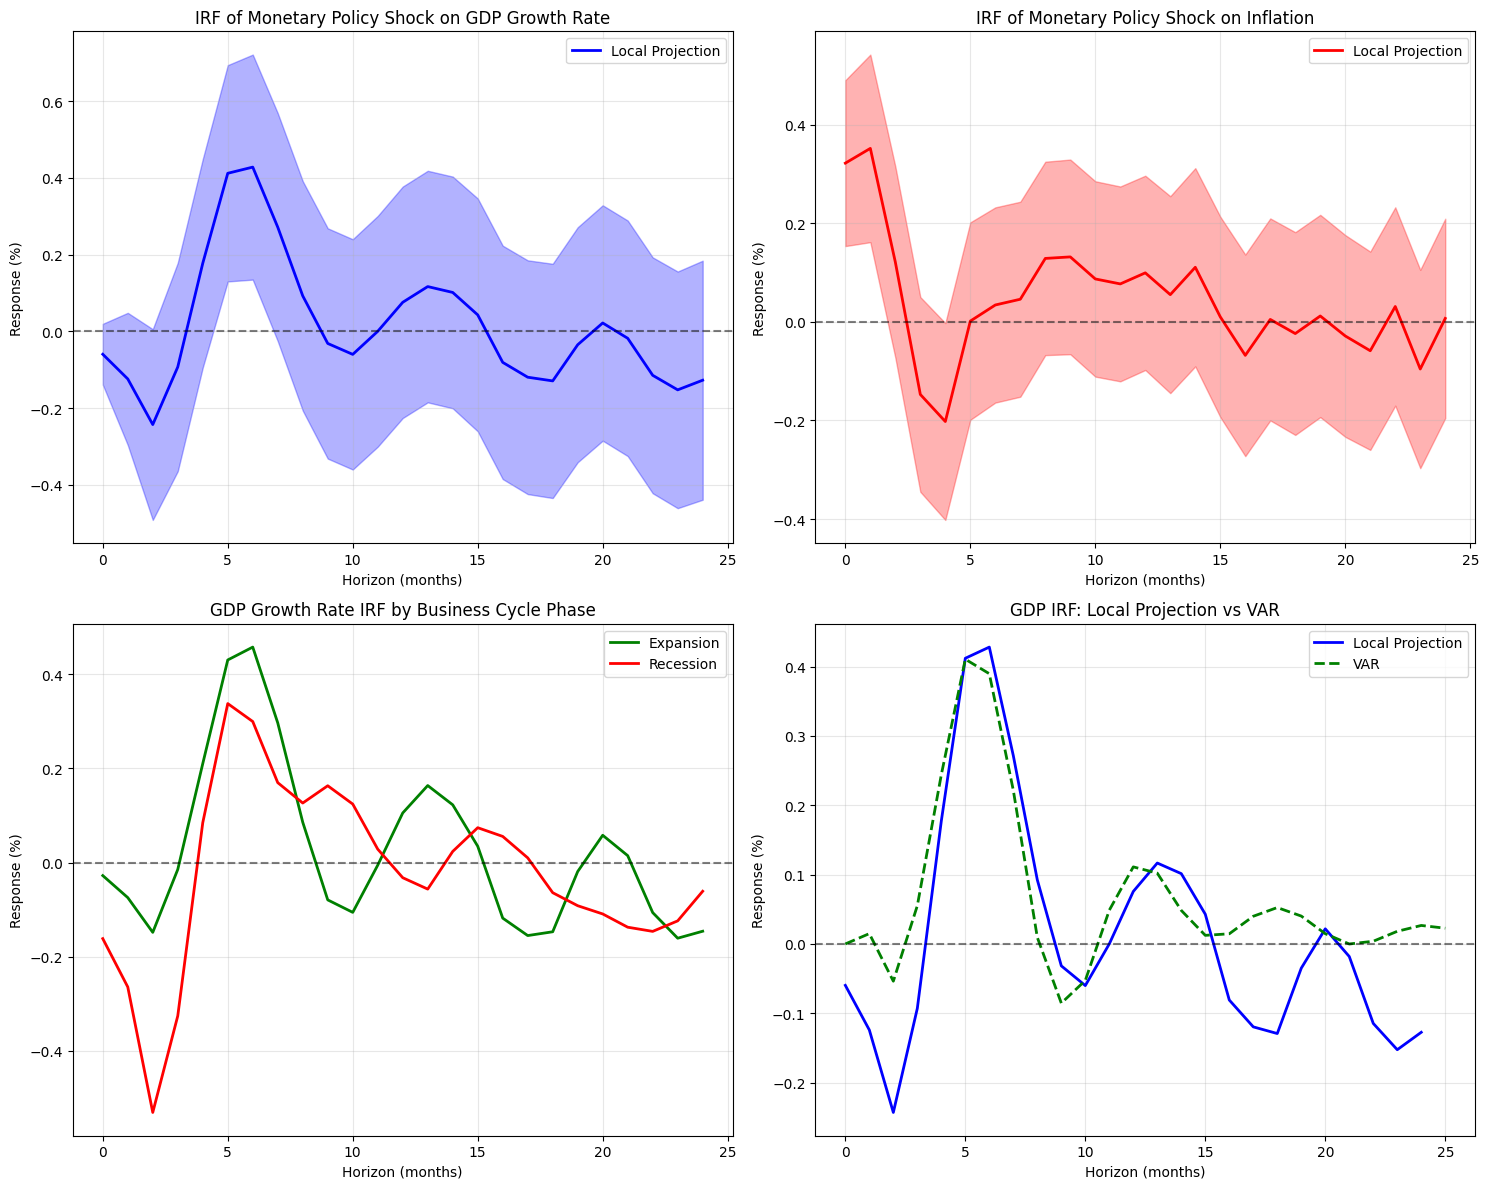 IRF of Monetary Policy Shock on GDP Growth Rate
Local Projection
Response (%)
0.6
0.4
0.2
0.0
−0.2
−0.4
0 5 10 15 20 25
Horizon (months)
IRF of Monetary Policy Shock on Inflation
Local Projection
Response (%)
0.4
0.2
0.0
−0.2
−0.4
0 5 10 15 20 25
Horizon (months)
GDP Growth Rate IRF by Business Cycle Phase
Expansion
Recession
Response (%)
0.4
0.2
0.0
−0.2
−0.4
0 5 10 15 20 25
Horizon (months)
GDP IRF: Local Projection vs VAR
Local Projection
VAR
Response (%)
0.4
0.3
0.2
0.1
0.0
−0.1
−0.2
0 5 10 15 20 25
Horizon (months)